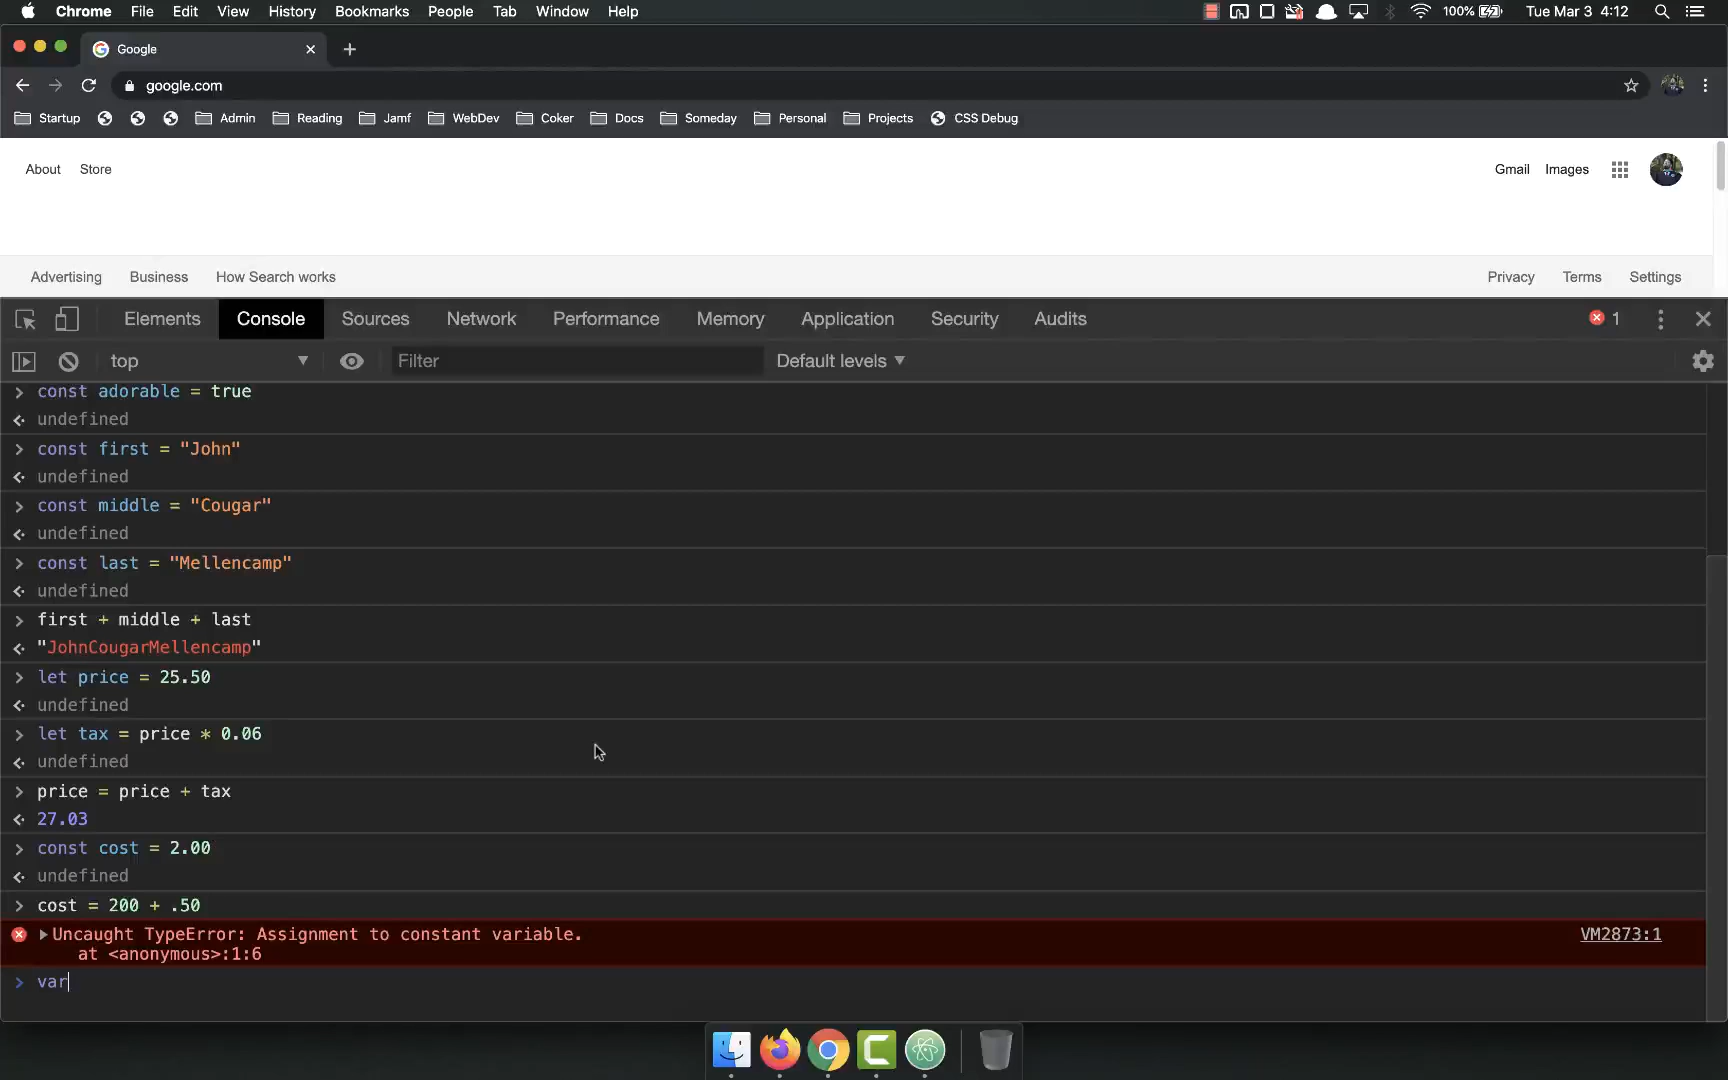 Chrome File Edit View History Bookmarks People Tab Window Help 100% Tue Mar 3 4:12
Google
google.com
Startup Admin Reading Jamf WebDev Coker Docs Someday Personal Projects CSS Debug
About Store Gmail Images
Advertising Business How Search works Privacy Terms Settings
Elements Console Sources Network Performance Memory Application Security Audits 1
top Filter Default levels
const adorable = true
undefined
const first = "John"
undefined
const middle = "Cougar"
undefined
const last = "Mellencamp"
undefined
first + middle + last
"JohnCougarMellencamp"
let price = 25.50
undefined
let tax = price * 0.06
undefined
price = price + tax
27.03
const cost = 2.00
undefined
cost = 200 + .50
Uncaught TypeError: Assignment to constant variable. VM2873:1
at <anonymous>:1:6
var